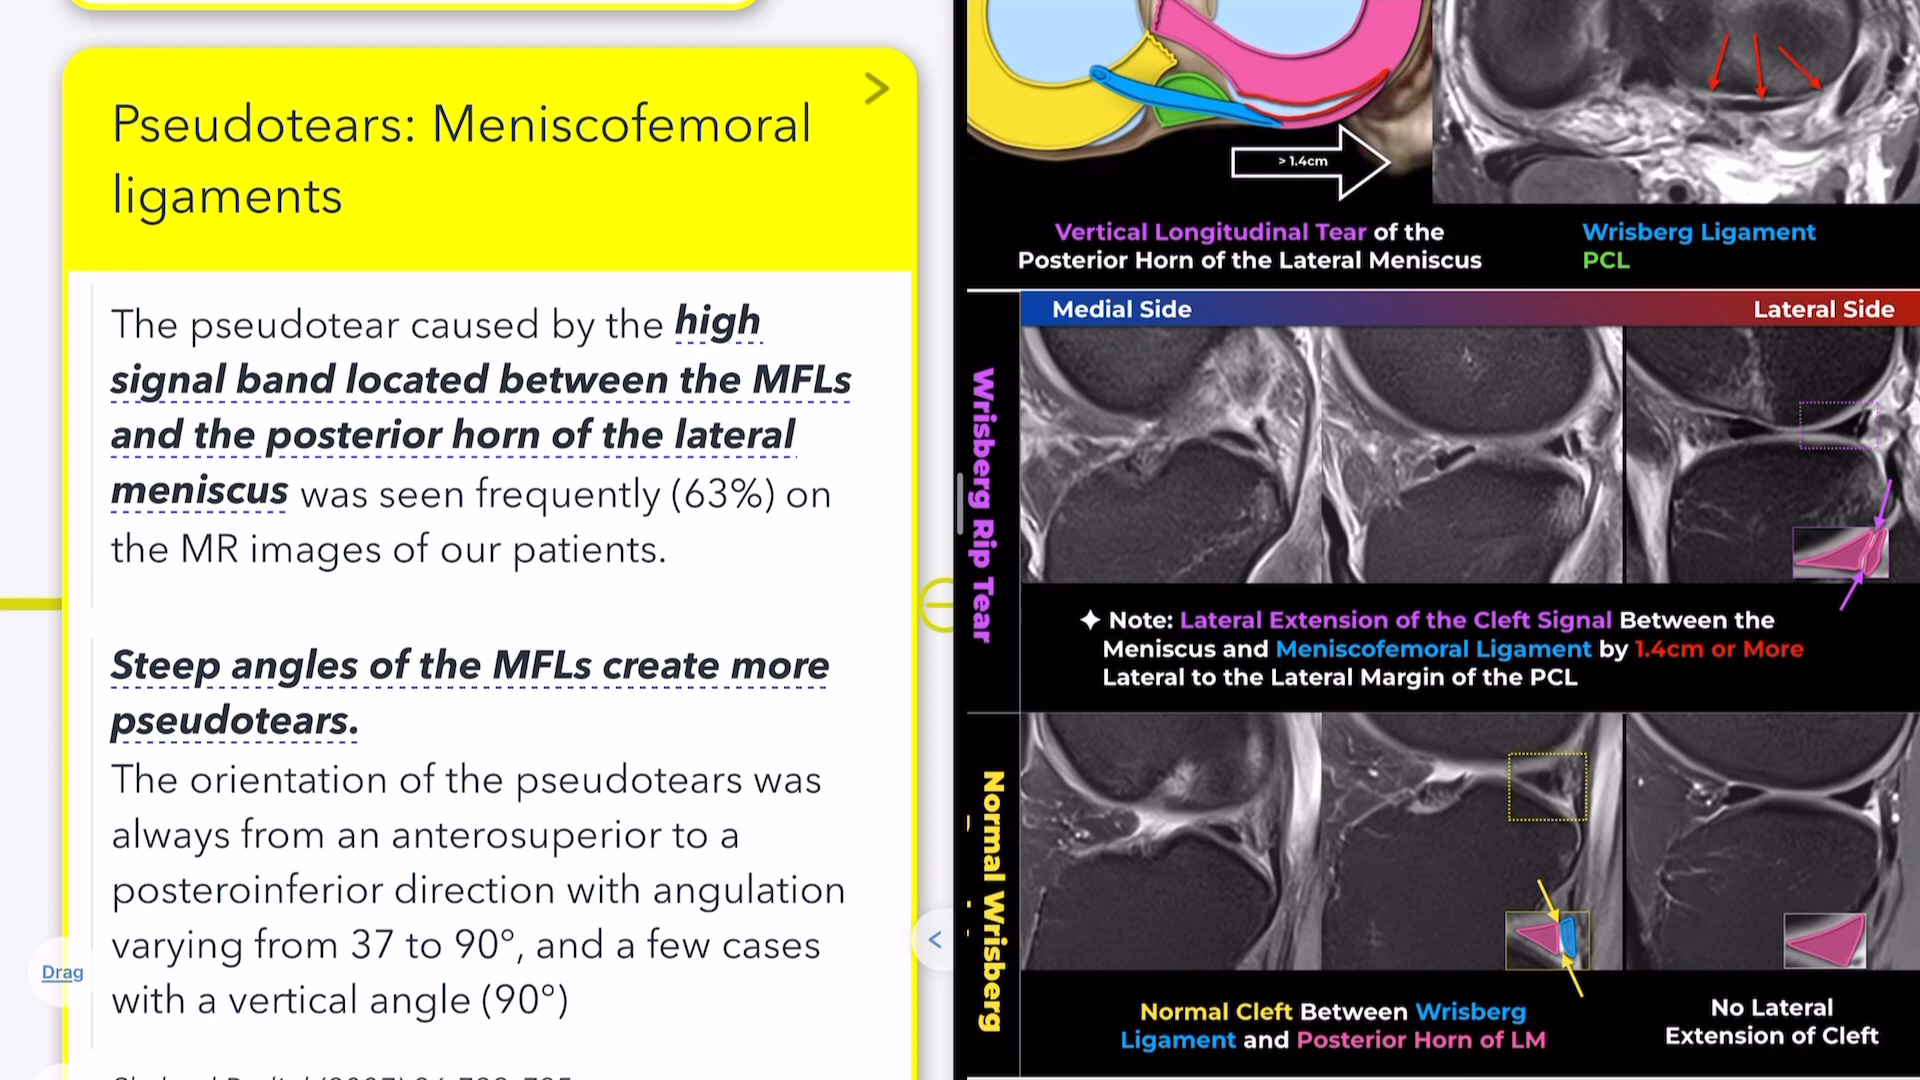 Pseudotears: Meniscofemoral
ligaments
The pseudotear caused by the high
signal band located between the MFLs
and the posterior horn of the lateral
meniscus was seen frequently (63%) on
the MR images of our patients.
Steep angles of the MFLs create more
pseudotears.
The orientation of the pseudotears was
always from an anterosuperior to a
posteroinferior direction with angulation
varying from 37 to 90°, and a few cases
with a vertical angle (90°)
Drag
> 1.4cm
Vertical Longitudinal Tear of the
Posterior Horn of the Lateral Meniscus
Wrisberg Ligament
PCL
Medial Side
Lateral Side
Wrisberg Rip Tear
✦ Note: Lateral Extension of the Cleft Signal Between the
Meniscus and Meniscofemoral Ligament by 1.4cm or More
Lateral to the Lateral Margin of the PCL
Normal Wrisberg
Normal Cleft Between Wrisberg
Ligament and Posterior Horn of LM
No Lateral
Extension of Cleft